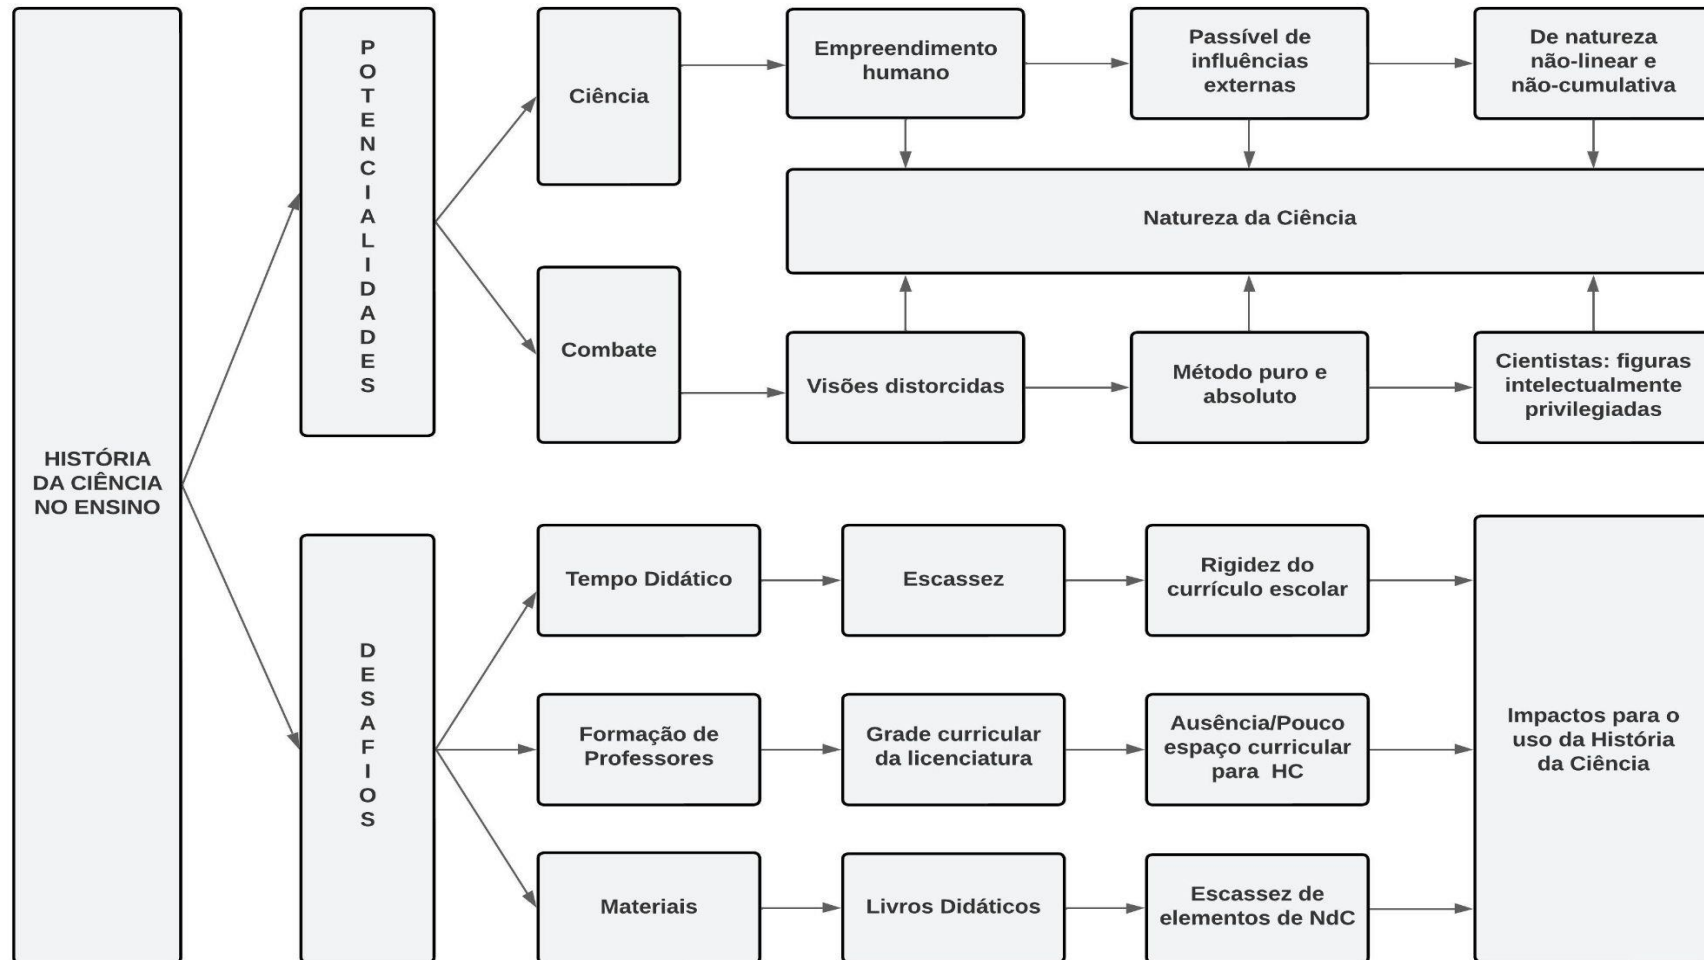 HISTÓRIA
DA CIÊNCIA
NO ENSINO
POTENCIALIDADES
Ciência
Empreendimento
humano
Passível de
influências
externas
De natureza
não-linear e
não-cumulativa
Natureza da Ciência
Combate
Visões distorcidas
Método puro e
absoluto
Cientistas: figuras
intelectualmente
privilegiadas
DESAFIOS
Tempo Didático
Escassez
Rigidez do
currículo escolar
Formação de
Professores
Grade curricular
da licenciatura
Ausência/Pouco
espaço curricular
para HC
Materiais
Livros Didáticos
Escassez de
elementos de NdC
Impactos para o
uso da História
da Ciência